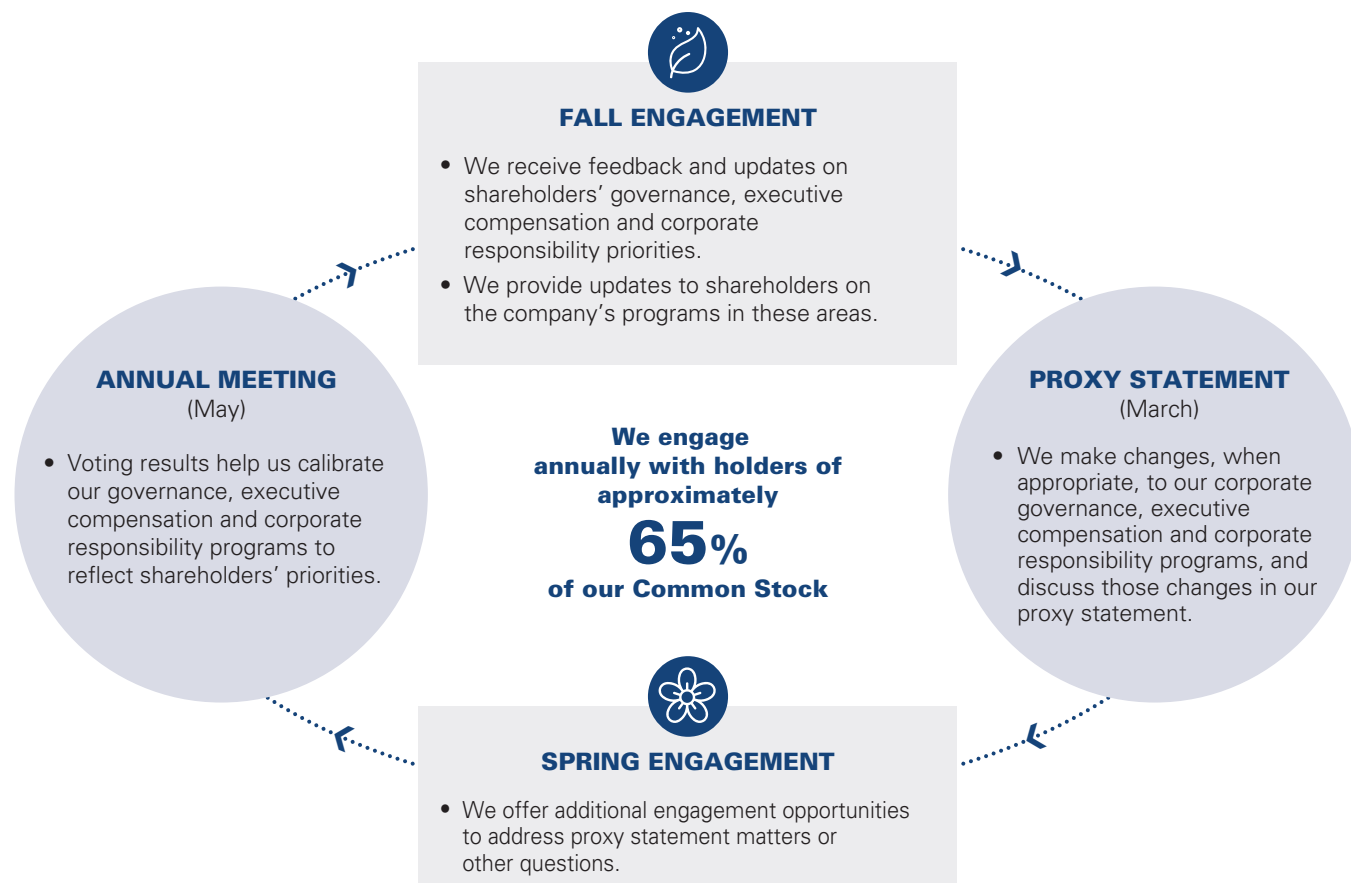 FALL ENGAGEMENT
• We receive feedback and updates on
shareholders’ governance, executive
compensation and corporate
responsibility priorities.
• We provide updates to shareholders on
the company’s programs in these areas.
ANNUAL MEETING
(May)
• Voting results help us calibrate
our governance, executive
compensation and corporate
responsibility programs to
reflect shareholders’ priorities.
We engage
annually with holders of
approximately
65%
of our Common Stock
PROXY STATEMENT
(March)
• We make changes, when
appropriate, to our corporate
governance, executive
compensation and corporate
responsibility programs, and
discuss those changes in our
proxy statement.
SPRING ENGAGEMENT
• We offer additional engagement opportunities
to address proxy statement matters or
other questions.